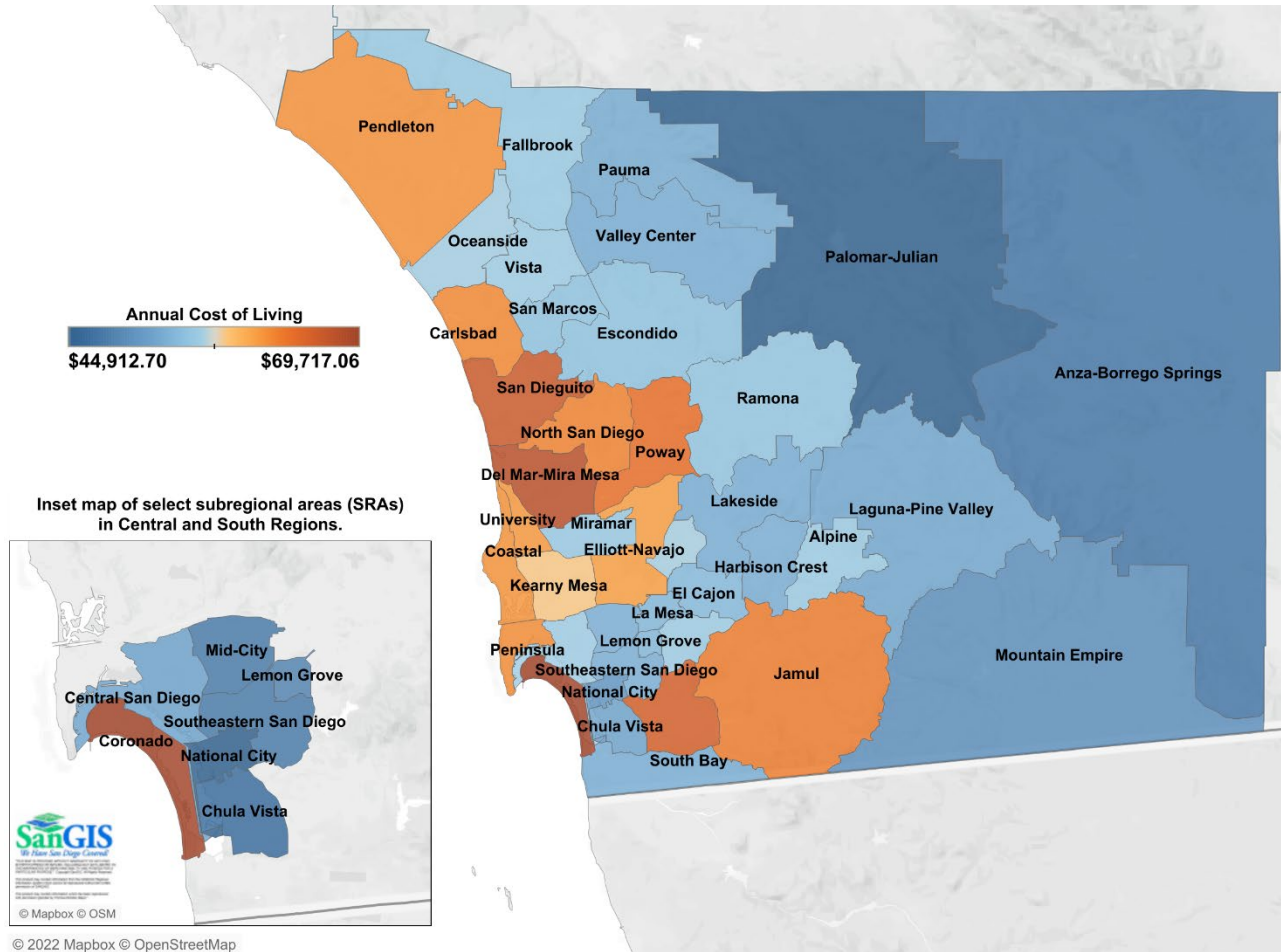 Pendleton
Fallbrook
Pauma
Oceanside
Valley Center
Vista
Palomar-Julian
San Marcos
Annual Cost of Living
$44,912.70 $69,717.06
Carlsbad
Escondido
Anza-Borrego Springs
San Dieguito
Ramona
North San Diego
Poway
Del Mar-Mira Mesa
Inset map of select subregional areas (SRAs)
in Central and South Regions.
Lakeside
Laguna-Pine Valley
University
Miramar
Alpine
Coastal
Elliott-Navajo
Harbison Crest
Kearny Mesa
El Cajon
La Mesa
Lemon Grove
Peninsula
Mountain Empire
Southeastern San Diego
Jamul
National City
Chula Vista
South Bay
Mid-City
Lemon Grove
Central San Diego
Southeastern San Diego
Coronado
National City
Chula Vista
SanGIS
We Have San Diego Covered!
© Mapbox © OSM
© 2022 Mapbox © OpenStreetMap